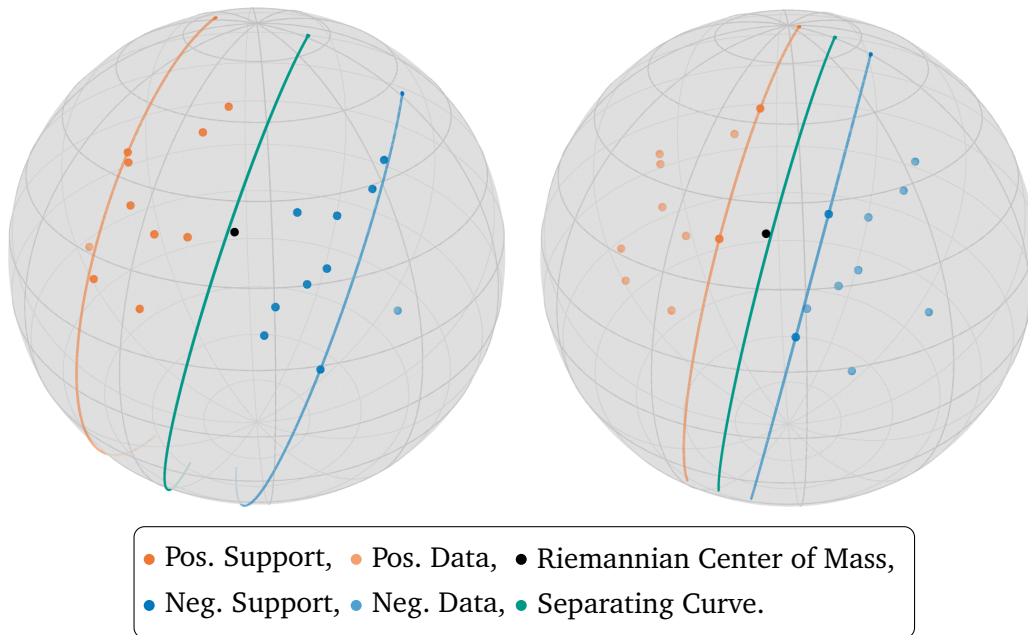 Pos. Support, Pos. Data, Riemannian Center of Mass,
Neg. Support, Neg. Data, Separating Curve.